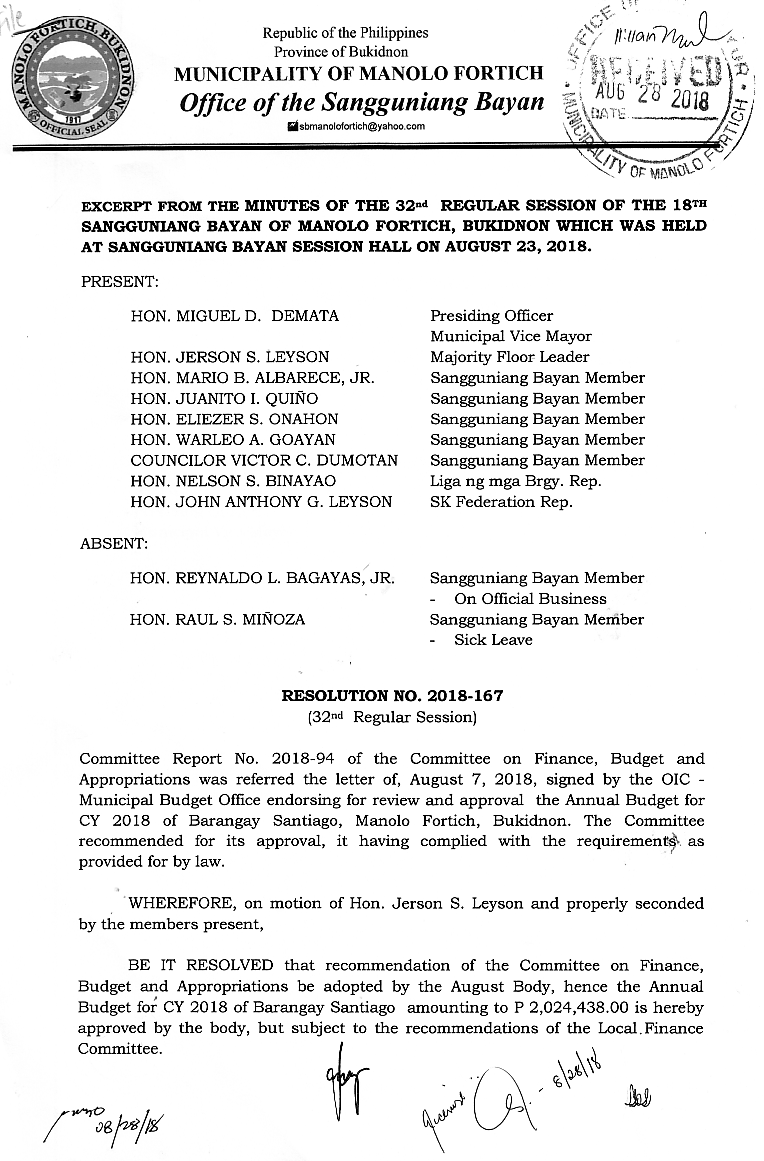 file
MANOLO FORTICH, BUKIDNON
1917
OFFICIAL SEAL
Republic of the Philippines
Province of Bukidnon
MUNICIPALITY OF MANOLO FORTICH
Office of the Sangguniang Bayan
sbmanolofortich@yahoo.com
OFFICE OF
RECEIVED
AUG 28 2018
DATE
MUNICIPALITY OF MANOLO FORTICH
EXCERPT FROM THE MINUTES OF THE 32nd REGULAR SESSION OF THE 18TH
SANGGUNIANG BAYAN OF MANOLO FORTICH, BUKIDNON WHICH WAS HELD
AT SANGGUNIANG BAYAN SESSION HALL ON AUGUST 23, 2018.
PRESENT:
HON. MIGUEL D. DEMATA Presiding Officer
Municipal Vice Mayor
HON. JERSON S. LEYSON Majority Floor Leader
HON. MARIO B. ALBARECE, JR. Sangguniang Bayan Member
HON. JUANITO I. QUIÑO Sangguniang Bayan Member
HON. ELIEZER S. ONAHON Sangguniang Bayan Member
HON. WARLEO A. GOAYAN Sangguniang Bayan Member
COUNCILOR VICTOR C. DUMOTAN Sangguniang Bayan Member
HON. NELSON S. BINAYAO Liga ng mga Brgy. Rep.
HON. JOHN ANTHONY G. LEYSON SK Federation Rep.
ABSENT:
HON. REYNALDO L. BAGAYAS, JR. Sangguniang Bayan Member
- On Official Business
HON. RAUL S. MIÑOZA Sangguniang Bayan Member
- Sick Leave
RESOLUTION NO. 2018-167
(32nd Regular Session)
Committee Report No. 2018-94 of the Committee on Finance, Budget and
Appropriations was referred the letter of, August 7, 2018, signed by the OIC -
Municipal Budget Office endorsing for review and approval the Annual Budget for
CY 2018 of Barangay Santiago, Manolo Fortich, Bukidnon. The Committee
recommended for its approval, it having complied with the requirements as
provided for by law.
WHEREFORE, on motion of Hon. Jerson S. Leyson and properly seconded
by the members present,
BE IT RESOLVED that recommendation of the Committee on Finance,
Budget and Appropriations be adopted by the August Body, hence the Annual
Budget for CY 2018 of Barangay Santiago amounting to P 2,024,438.00 is hereby
approved by the body, but subject to the recommendations of the Local Finance
Committee.
- 8/28/18
08/28/18